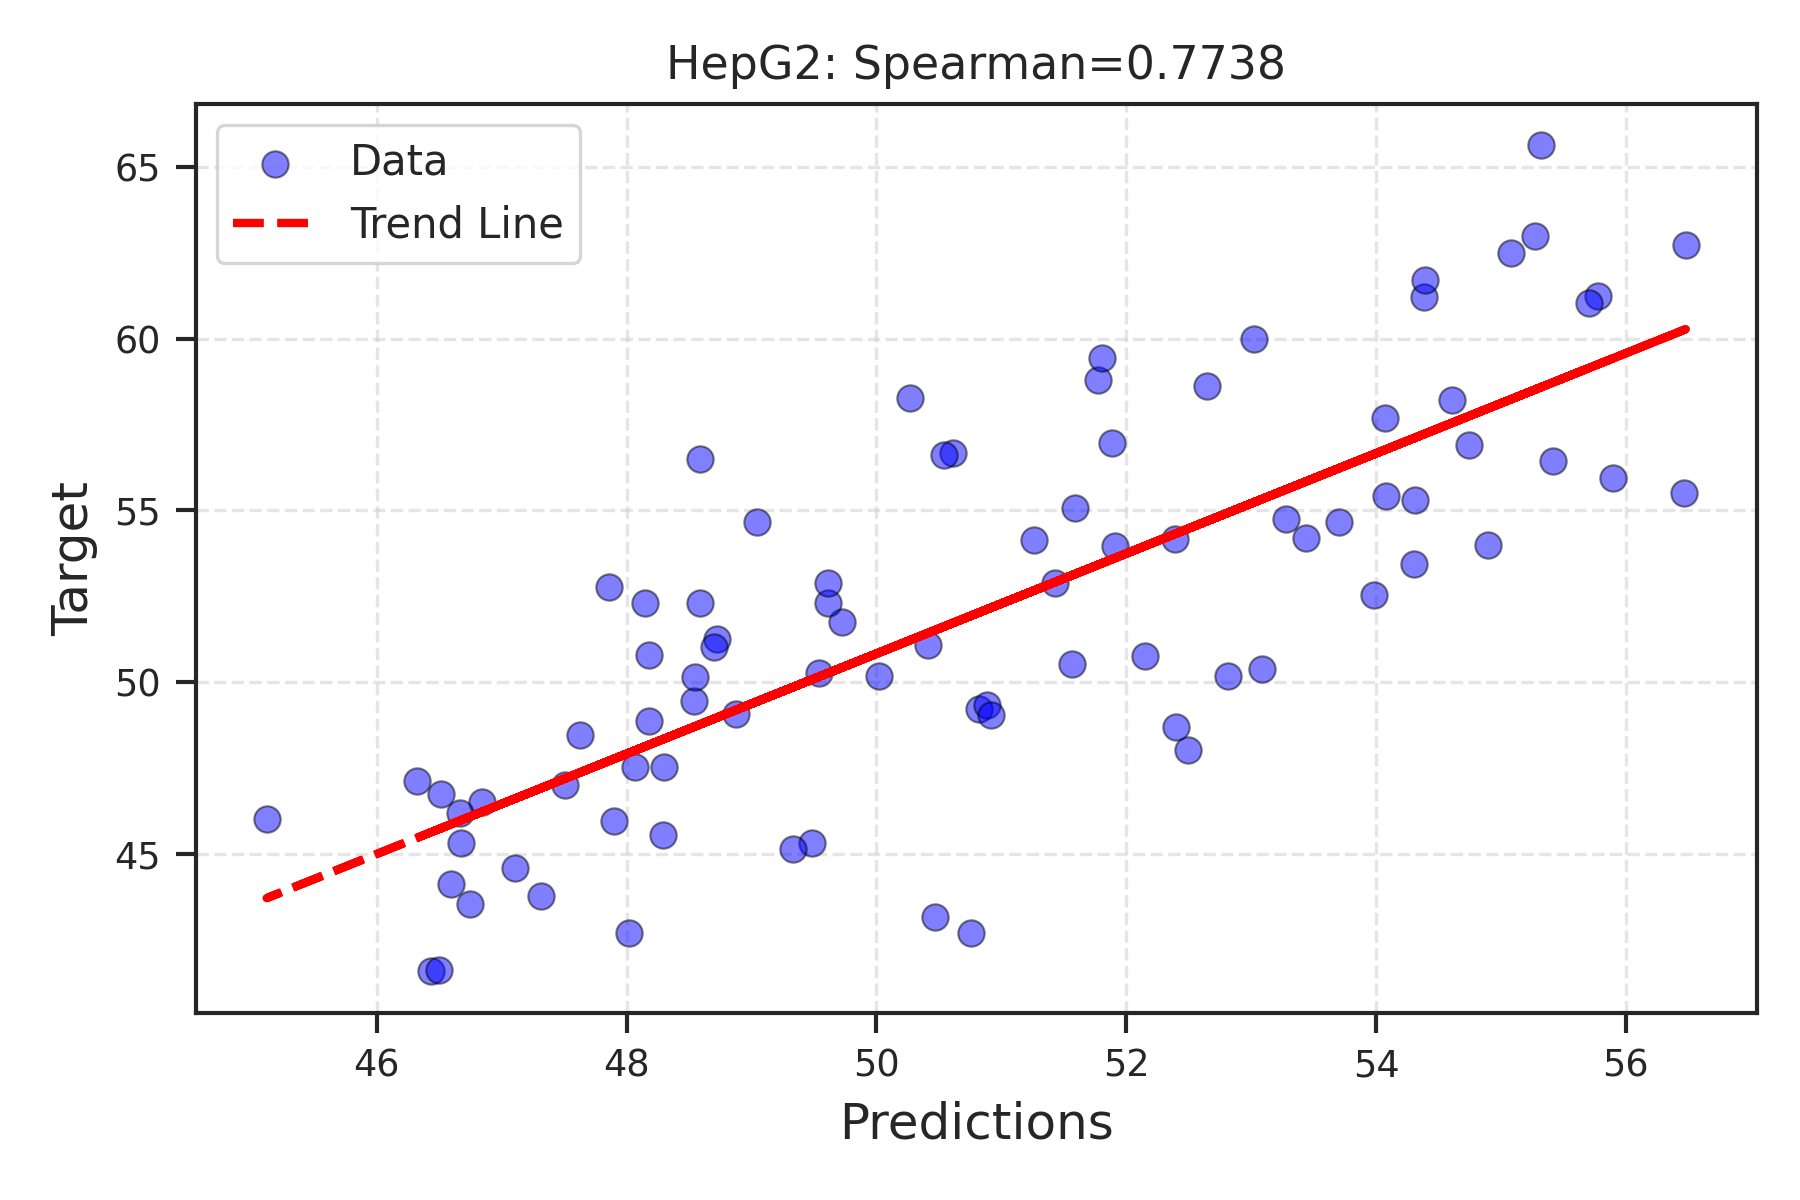 HepG2: Spearman=0.7738
Data
Trend Line
65
60
55
50
45
Target
46 48 50 52 54 56
Predictions